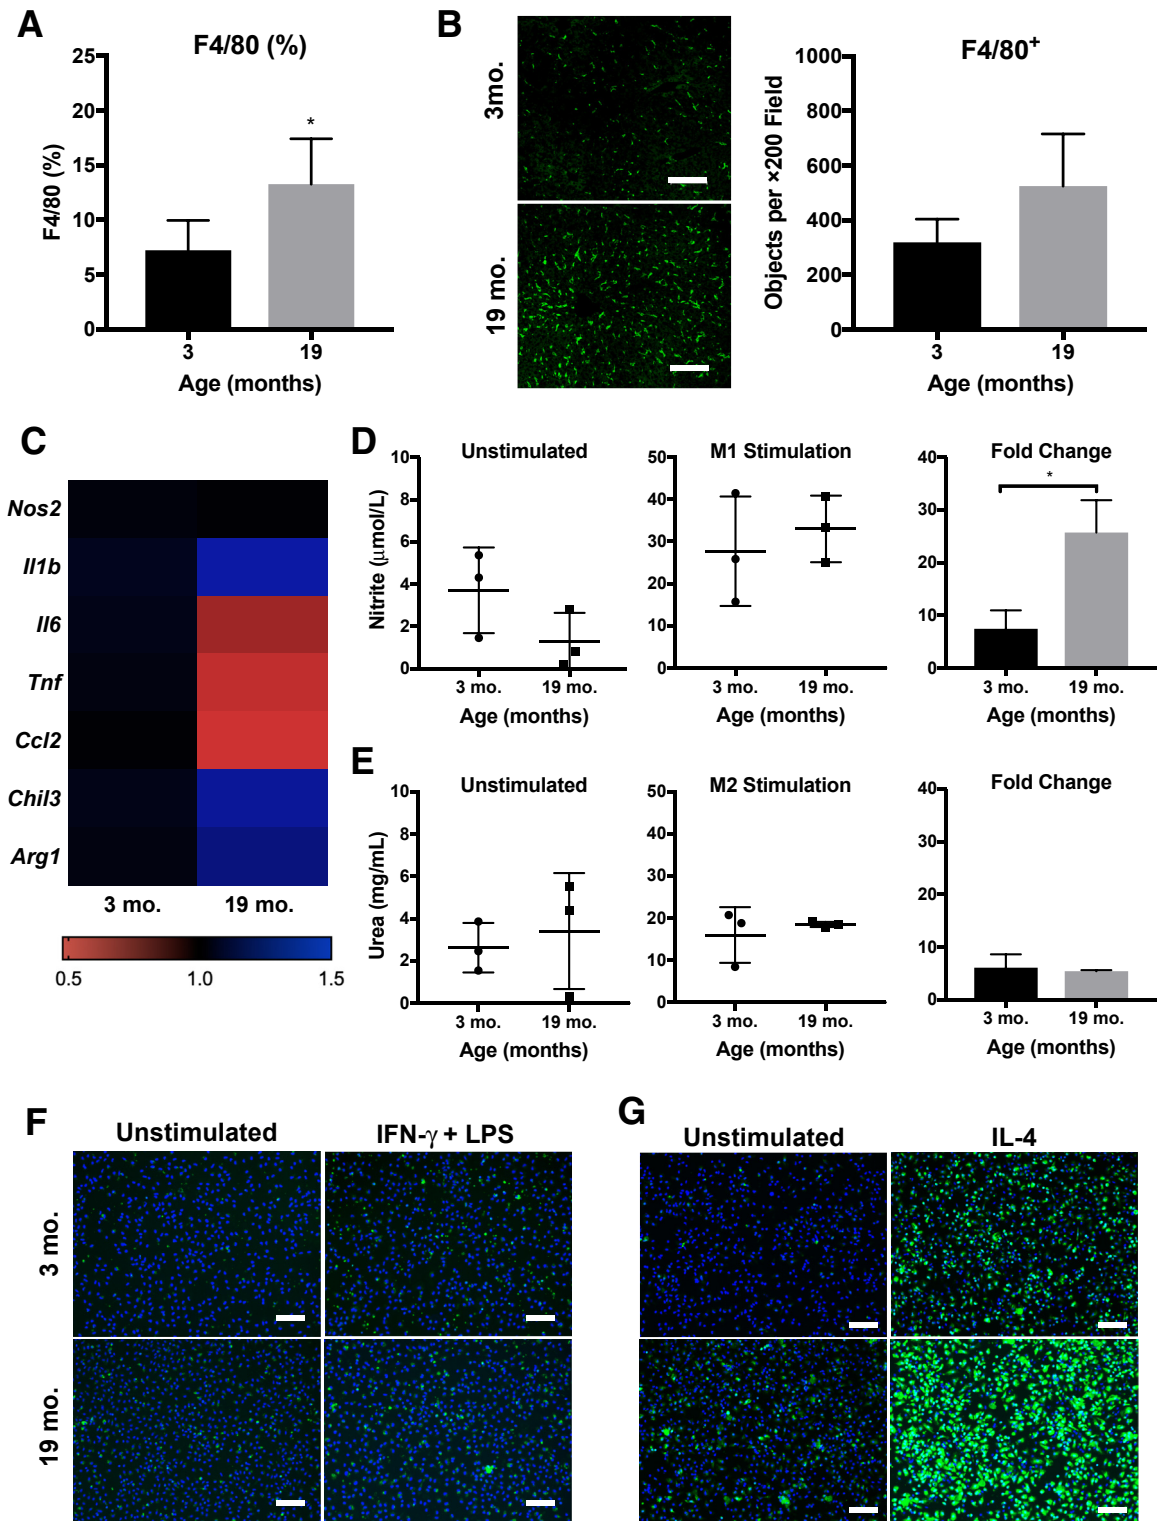 A
F4/80 (%)
25
20
15
10
5
0
F4/80 (%)
*
3
19
Age (months)
B
3mo.
19 mo.
F4/80+
1000
800
600
400
200
0
Objects per ×200 Field
3
19
Age (months)
C
Nos2
Il1b
Il6
Tnf
Ccl2
Chil3
Arg1
3 mo. 19 mo.
0.5 1.0 1.5
D
Unstimulated
10
8
6
4
2
0
Nitrite (μmol/L)
3 mo. 19 mo.
Age (months)
M1 Stimulation
50
40
30
20
10
0
3 mo. 19 mo.
Age (months)
Fold Change
40
30
20
10
0
*
3 mo. 19 mo.
Age (months)
E
Unstimulated
10
8
6
4
2
0
Urea (mg/mL)
3 mo. 19 mo.
Age (months)
M2 Stimulation
50
40
30
20
10
0
3 mo. 19 mo.
Age (months)
Fold Change
40
30
20
10
0
3 mo. 19 mo.
Age (months)
F
Unstimulated IFN-γ + LPS
3 mo.
19 mo.
G
Unstimulated IL-4